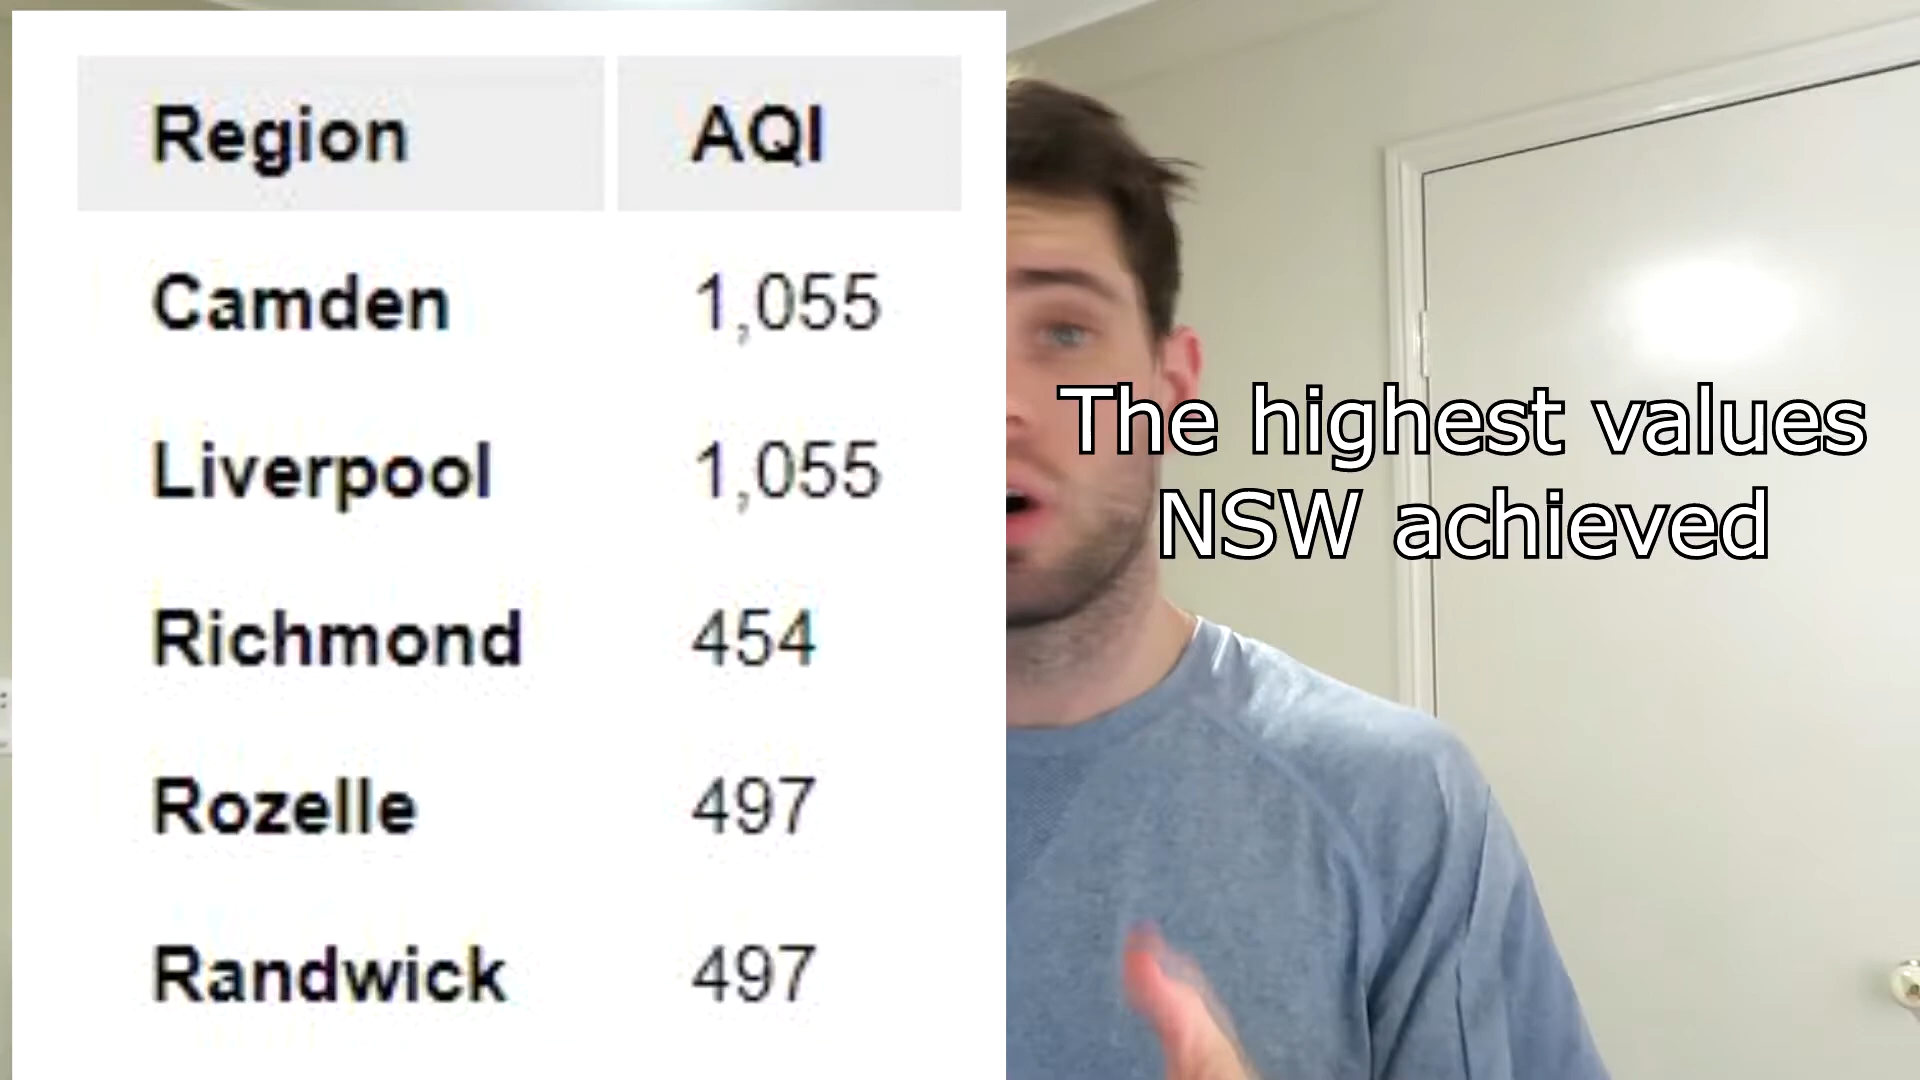 Region AQI
Camden 1,055
Liverpool 1,055
Richmond 454
Rozelle 497
Randwick 497
The highest values
NSW achieved